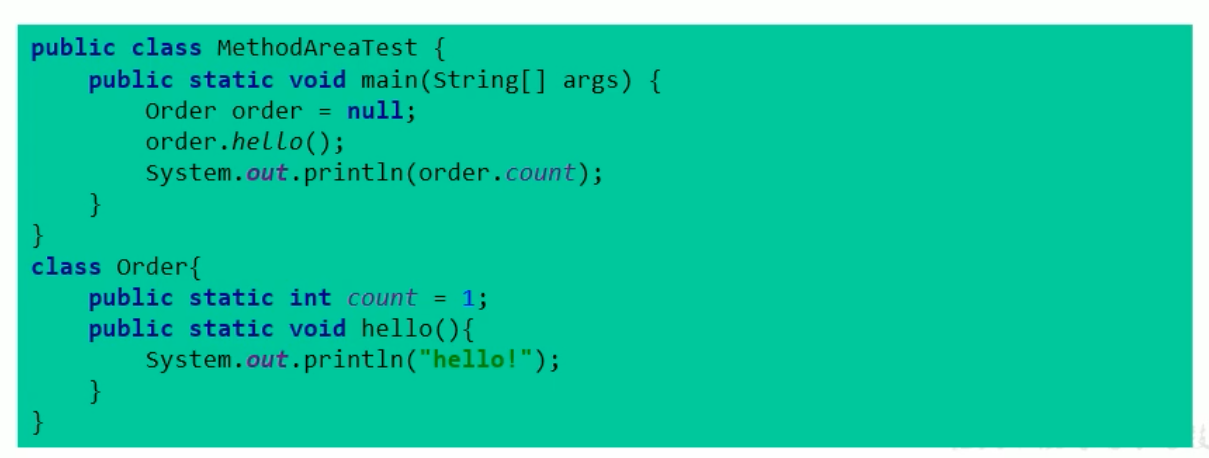 public class MethodAreaTest {
    public static void main(String[] args) {
        Order order = null;
        order.hello();
        System.out.println(order.count);
    }
}
class Order{
    public static int count = 1;
    public static void hello(){
        System.out.println("hello!");
    }
}